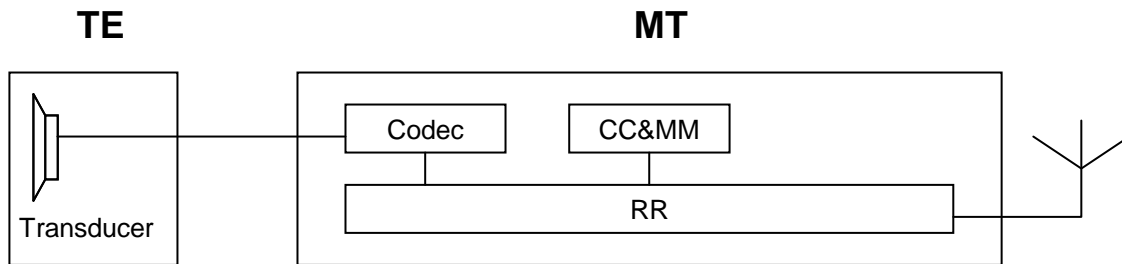 TE
MT
Codec
CC&MM
RR
Transducer